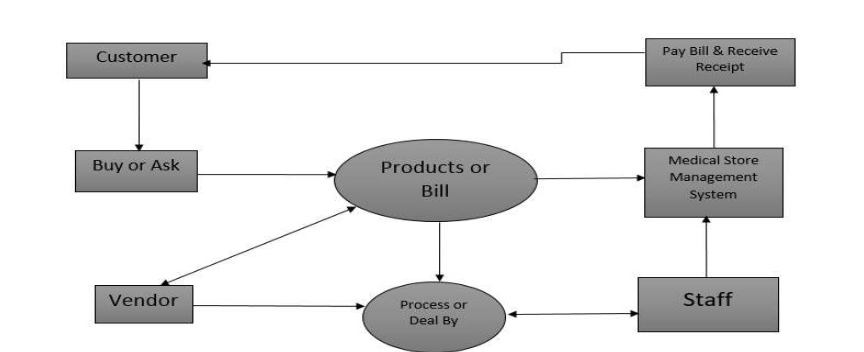 Customer
Pay Bill & Receive
Receipt
Buy or Ask
Products or
Bill
Medical Store
Management
System
Vendor
Process or
Deal By
Staff